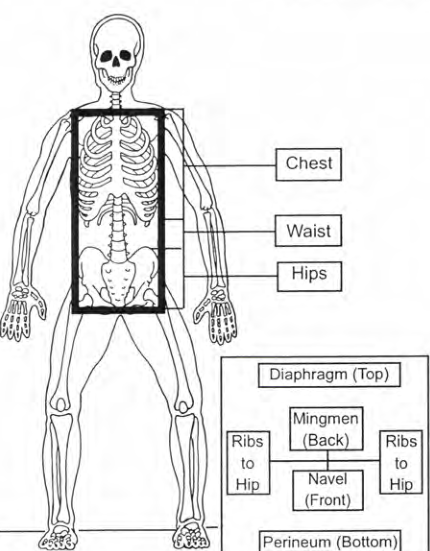 Chest
Waist
Hips
Diaphragm (Top)
Mingmen
(Back)
Ribs
to
Hip
Ribs
to
Hip
Navel
(Front)
Perineum (Bottom)